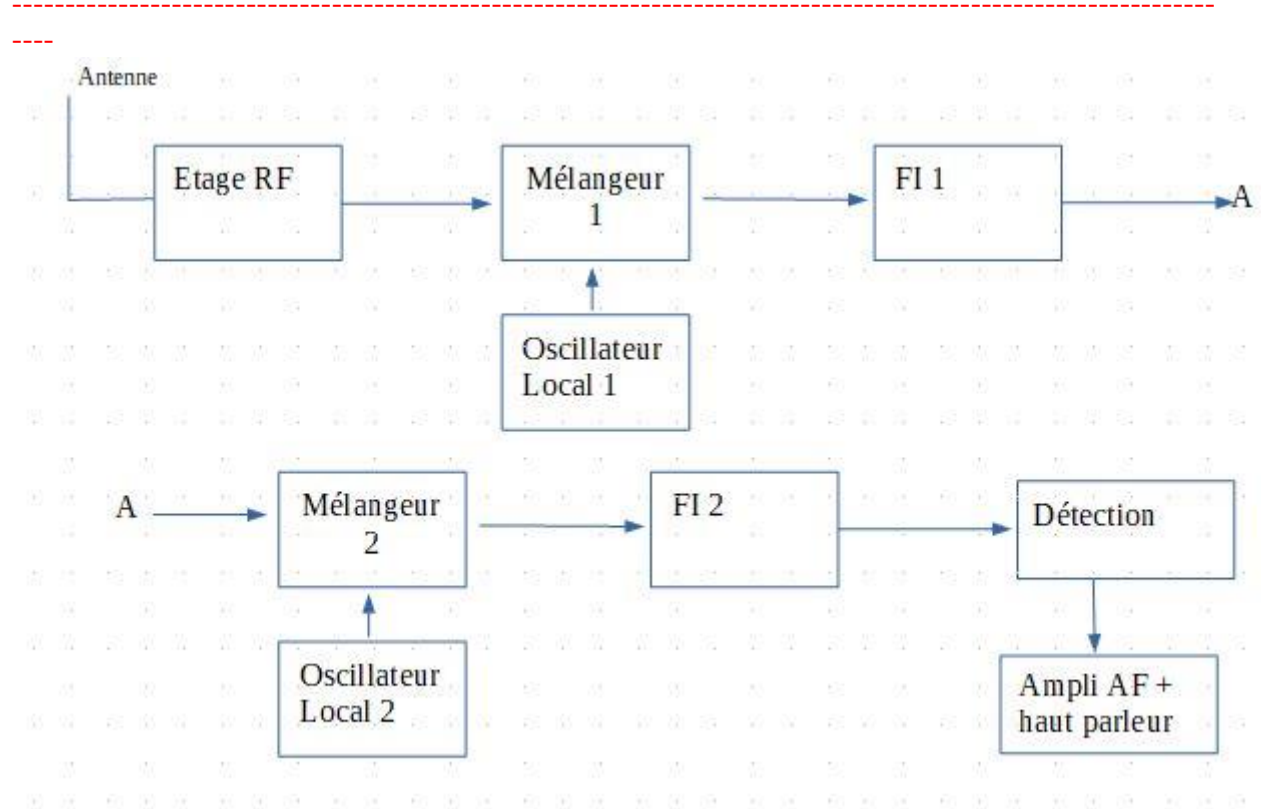 Antenne
Etage RF
Mélangeur
1
FI 1
A
Oscillateur
Local 1
A
Mélangeur
2
FI 2
Détection
Oscillateur
Local 2
Ampli AF +
haut parleur